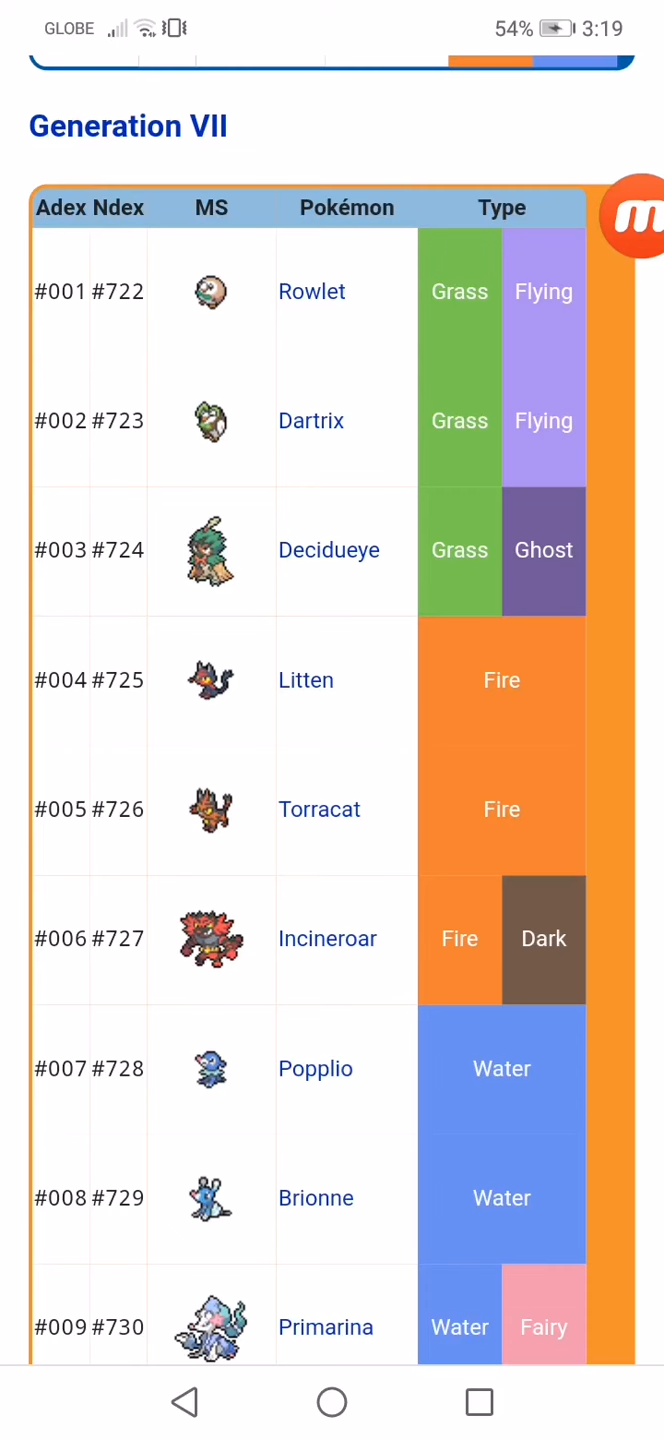 GLOBE 54% 3:19
Generation VII
Adex Ndex MS Pokémon Type
#001 #722 Rowlet Grass Flying
#002 #723 Dartrix Grass Flying
#003 #724 Decidueye Grass Ghost
#004 #725 Litten Fire
#005 #726 Torracat Fire
#006 #727 Incineroar Fire Dark
#007 #728 Popplio Water
#008 #729 Brionne Water
#009 #730 Primarina Water Fairy